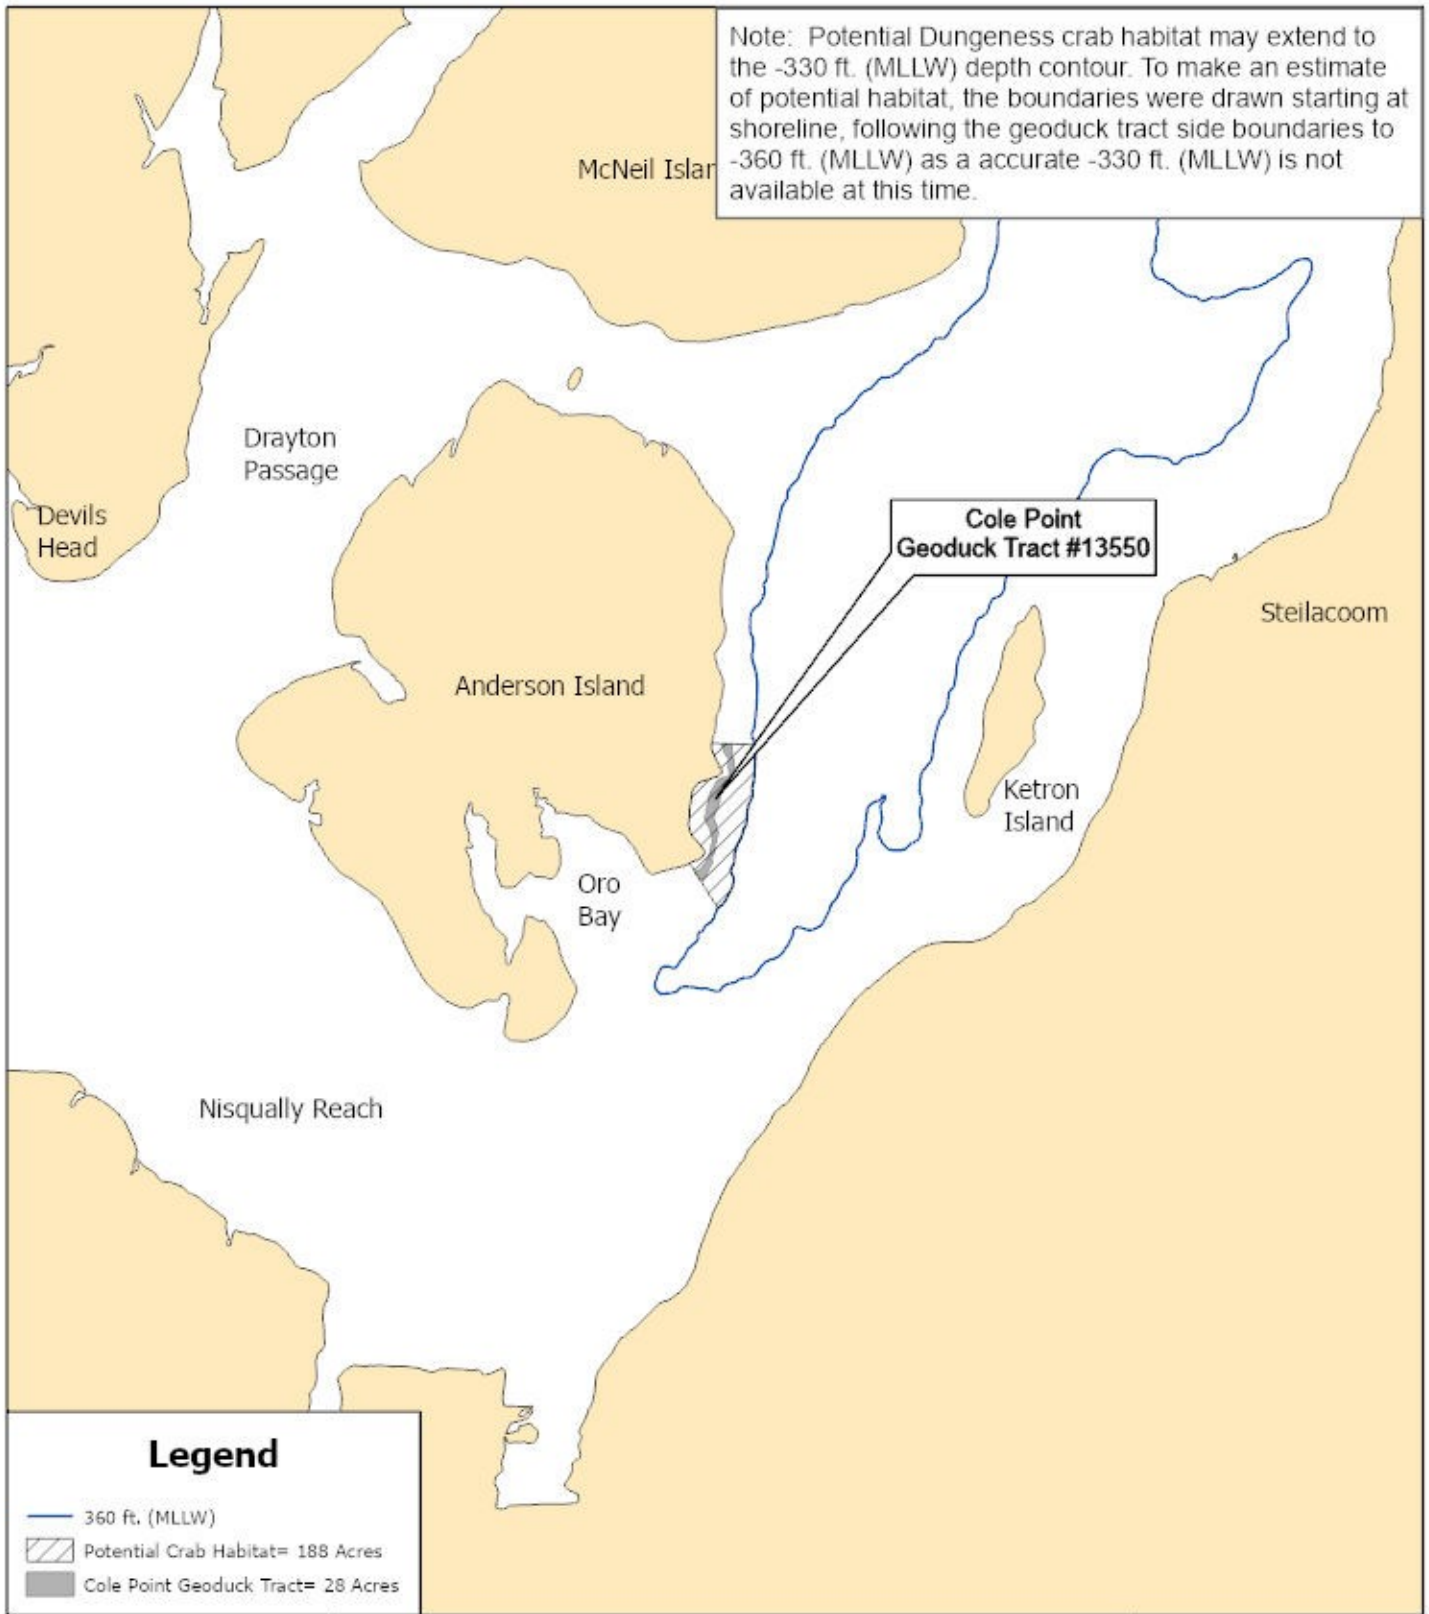 Note: Potential Dungeness crab habitat may extend to
the -330 ft. (MLLW) depth contour. To make an estimate
of potential habitat, the boundaries were drawn starting at
shoreline, following the geoduck tract side boundaries to
-360 ft. (MLLW) as a accurate -330 ft. (MLLW) is not
available at this time.
McNeil Islan
Drayton
Passage
Devils
Head
Cole Point
Geoduck Tract #13550
Steilacoom
Anderson Island
Ketron
Island
Oro
Bay
Nisqually Reach
Legend
360 ft. (MLLW)
Potential Crab Habitat= 188 Acres
Cole Point Geoduck Tract= 28 Acres